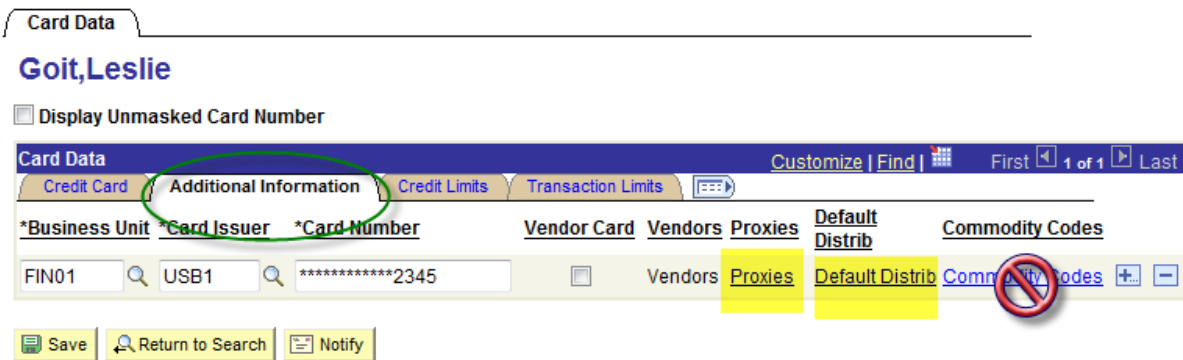 Card Data
Goit,Leslie
Display Unmasked Card Number
Card Data Customize | Find | First 1 of 1 Last
Credit Card Additional Information Credit Limits Transaction Limits
*Business Unit *Card Issuer *Card Number Vendor Card Vendors Proxies Default Distrib Commodity Codes
FIN01 USB1 ************2345 Vendors Proxies Default Distrib Commodity Codes
Save Return to Search Notify